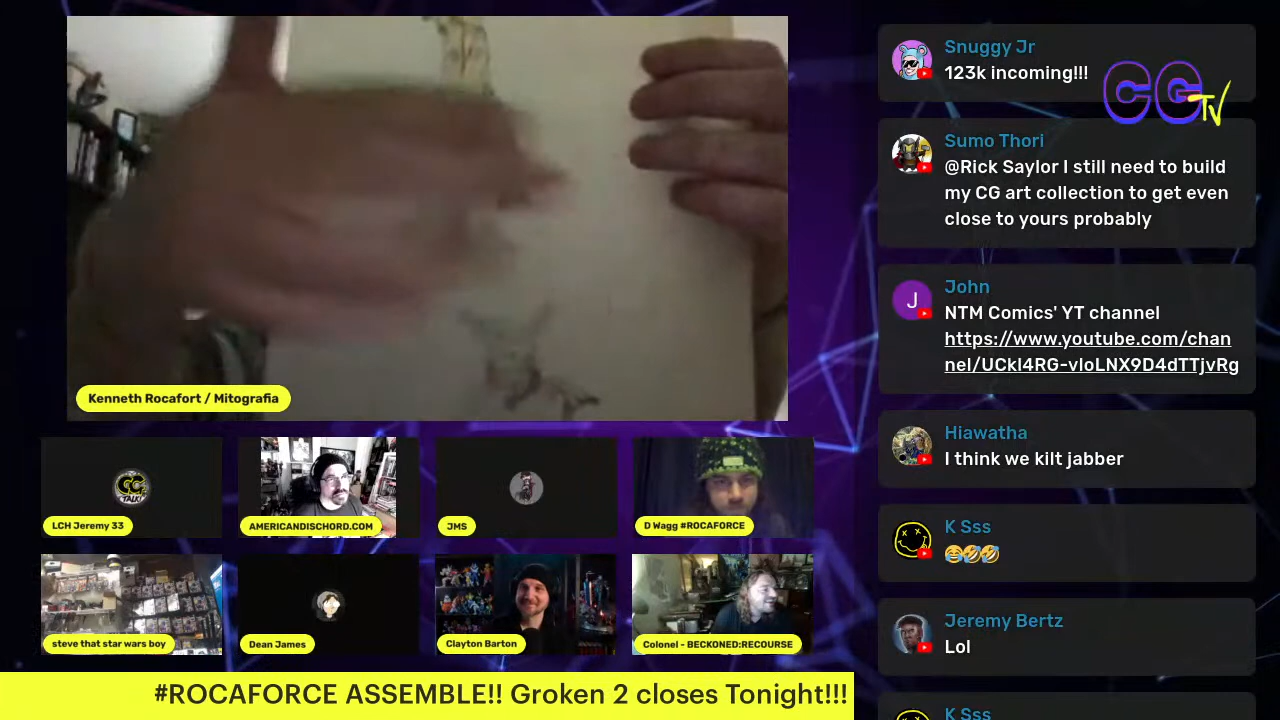 Snuggy Jr
123k incoming!!!
CG TV
Sumo Thori
@Rick Saylor I still need to build
my CG art collection to get even
close to yours probably
John
NTM Comics' YT channel
https://www.youtube.com/chan
nel/UCkI4RG-vloLNX9D4dTTjvRg
Hiawatha
I think we kilt jabber
K Sss
😂🤣🤣
Jeremy Bertz
Lol
K Sss
Kenneth Rocafort / Mitografia
LCH Jeremy 33
AMERICANDISCHORD.COM
JMS
D Wagg #ROCAFORCE
steve that star wars boy
Dean James
Clayton Barton
Colonel - BECKONED:RECOURSE
#ROCAFORCE ASSEMBLE!! Groken 2 closes Tonight!!!